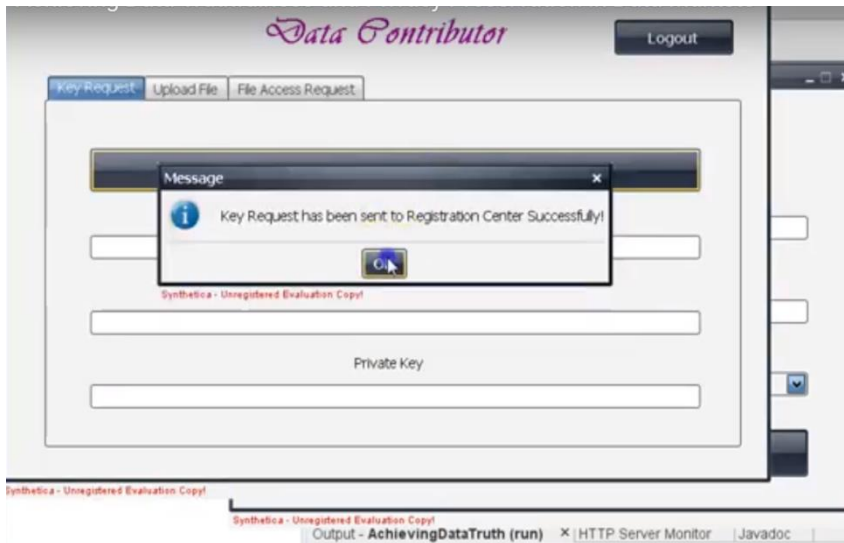 Data Contributor
Logout
Key Request
Upload File
File Access Request
Message
Key Request has been sent to Registration Center Successfully!
Synthetica - Unregistered Evaluation Copy!
Private Key
Synthetica - Unregistered Evaluation Copy!
Synthetica - Unregistered Evaluation Copy!
Output - AchievingDataTruth (run)
HTTP Server Monitor
Javadoc